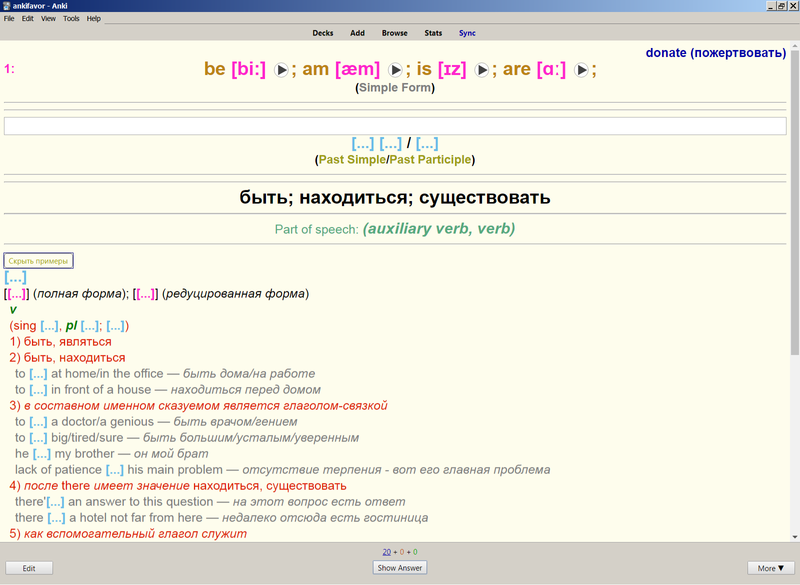 ankifavor - Anki
File Edit View Tools Help
Decks Add Browse Stats Sync
donate (пожертвовать)
1:
be [bi:] ; am [æm] ; is [ɪz] ; are [ɑː] ;
(Simple Form)
[...] [...] / [...]
(Past Simple/Past Participle)
быть; находиться; существовать
Part of speech: (auxiliary verb, verb)
Скрыть примеры
[...]
[[...]] (полная форма); [[...]] (редуцированная форма)
v
(sing [...], pl [...]; [...])
1) быть, являться
2) быть, находиться
to [...] at home/in the office — быть дома/на работе
to [...] in front of a house — находиться перед домом
3) в составном именном сказуемом является глаголом-связкой
to [...] a doctor/a genious — быть врачом/гением
to [...] big/tired/sure — быть большим/усталым/уверенным
he [...] my brother — он мой брат
lack of patience [...] his main problem — отсутствие терпения - вот его главная проблема
4) после there имеет значение находиться, существовать
there'[...] an answer to this question — на этот вопрос есть ответ
there [...] a hotel not far from here — недалеко отсюда есть гостиница
5) как вспомогательный глагол служит
20 + 0 + 0
Edit Show Answer More ▼